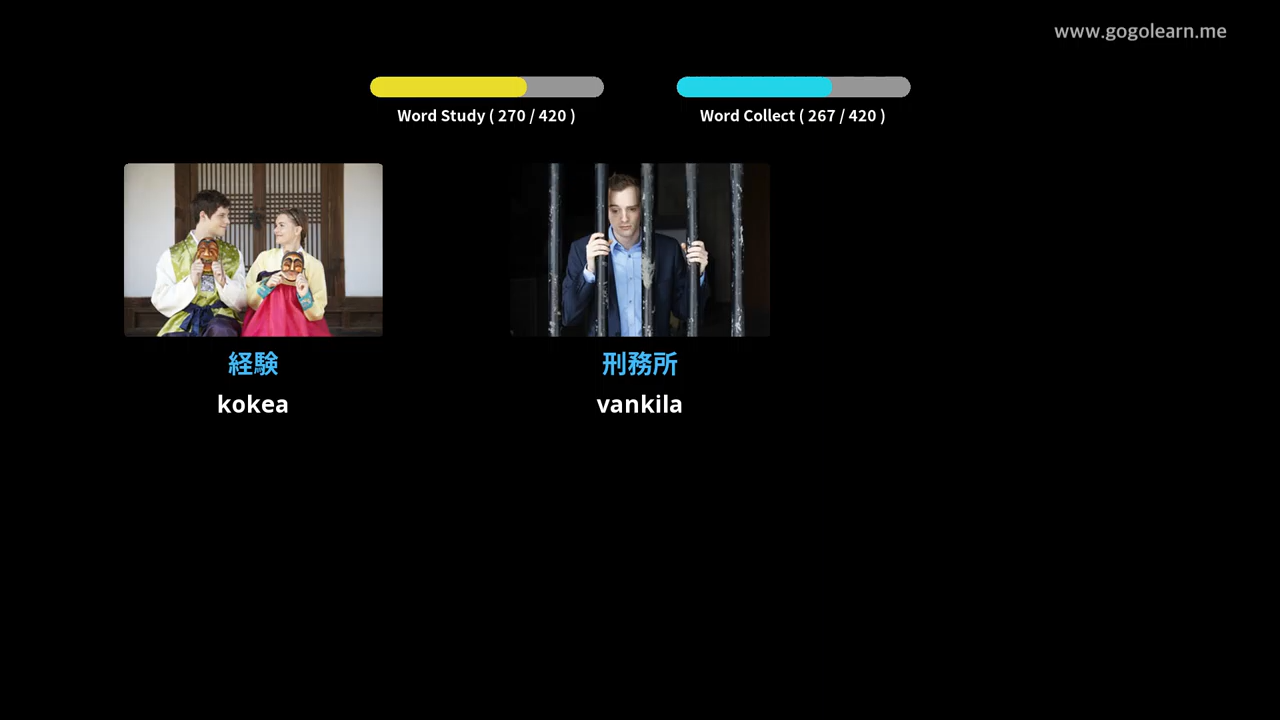 www.gogolearn.me
Word Study ( 270 / 420 )
Word Collect ( 267 / 420 )
経験
kokea
刑務所
vankila